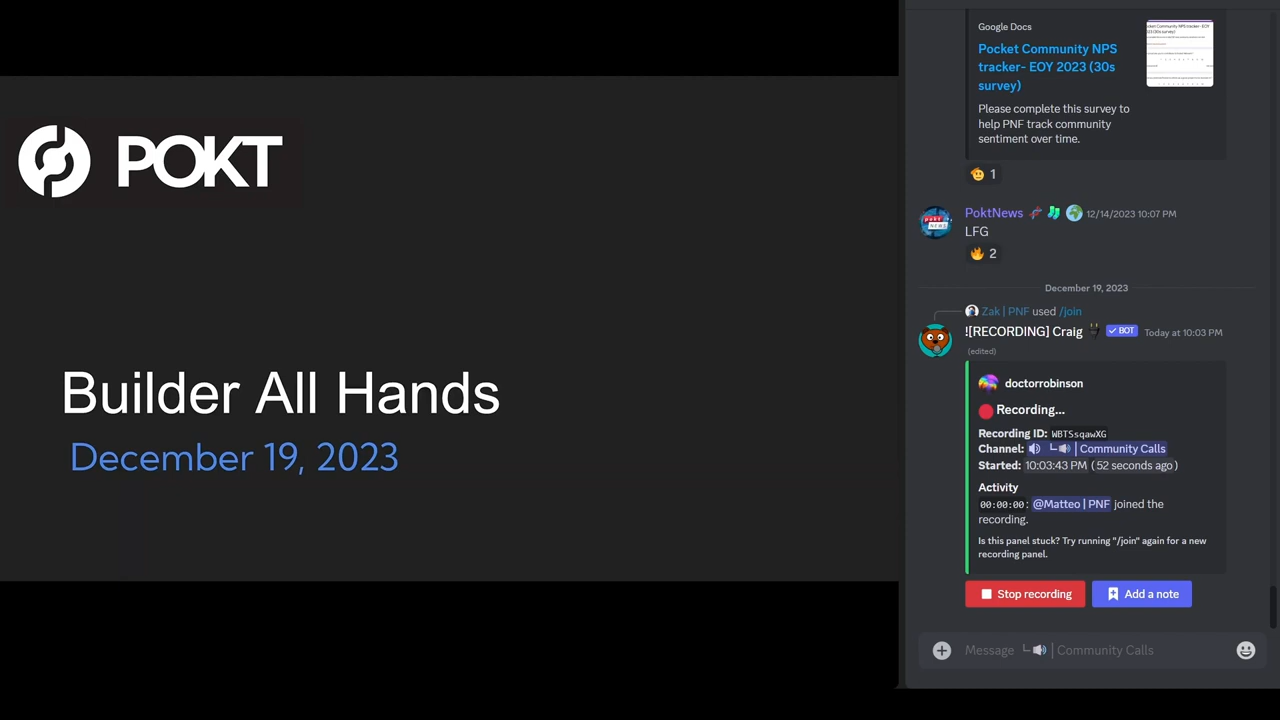 POKT
Builder All Hands
December 19, 2023
Google Docs
Pocket Community NPS
tracker- EOY 2023 (30s
survey)
Please complete this survey to
help PNF track community
sentiment over time.
1
PoktNews 12/14/2023 10:07 PM
LFG
2
December 19, 2023
Zak | PNF used /join
![RECORDING] Craig BOT Today at 10:03 PM
(edited)
doctorrobinson
Recording...
Recording ID: WBTSsqawXG
Channel: | Community Calls
Started: 10:03:43 PM (52 seconds ago)
Activity
00:00:00: @Matteo | PNF joined the
recording.
Is this panel stuck? Try running "/join" again for a new
recording panel.
Stop recording
Add a note
Message | Community Calls